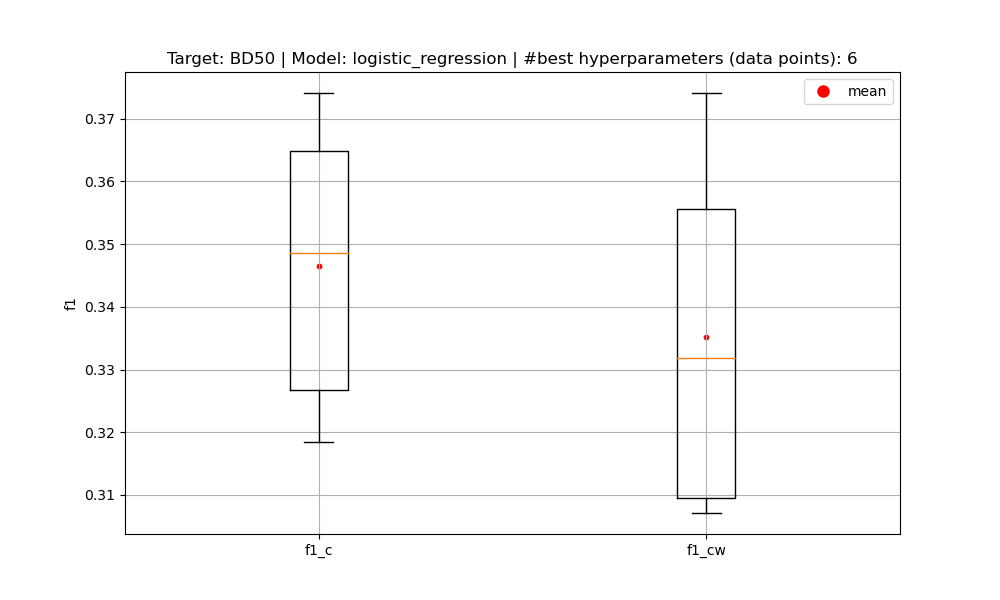 Target: BD50 | Model: logistic_regression | #best hyperparameters (data points): 6
mean
0.37
0.36
0.35
0.34
0.33
0.32
0.31
f1
f1_c
f1_cw